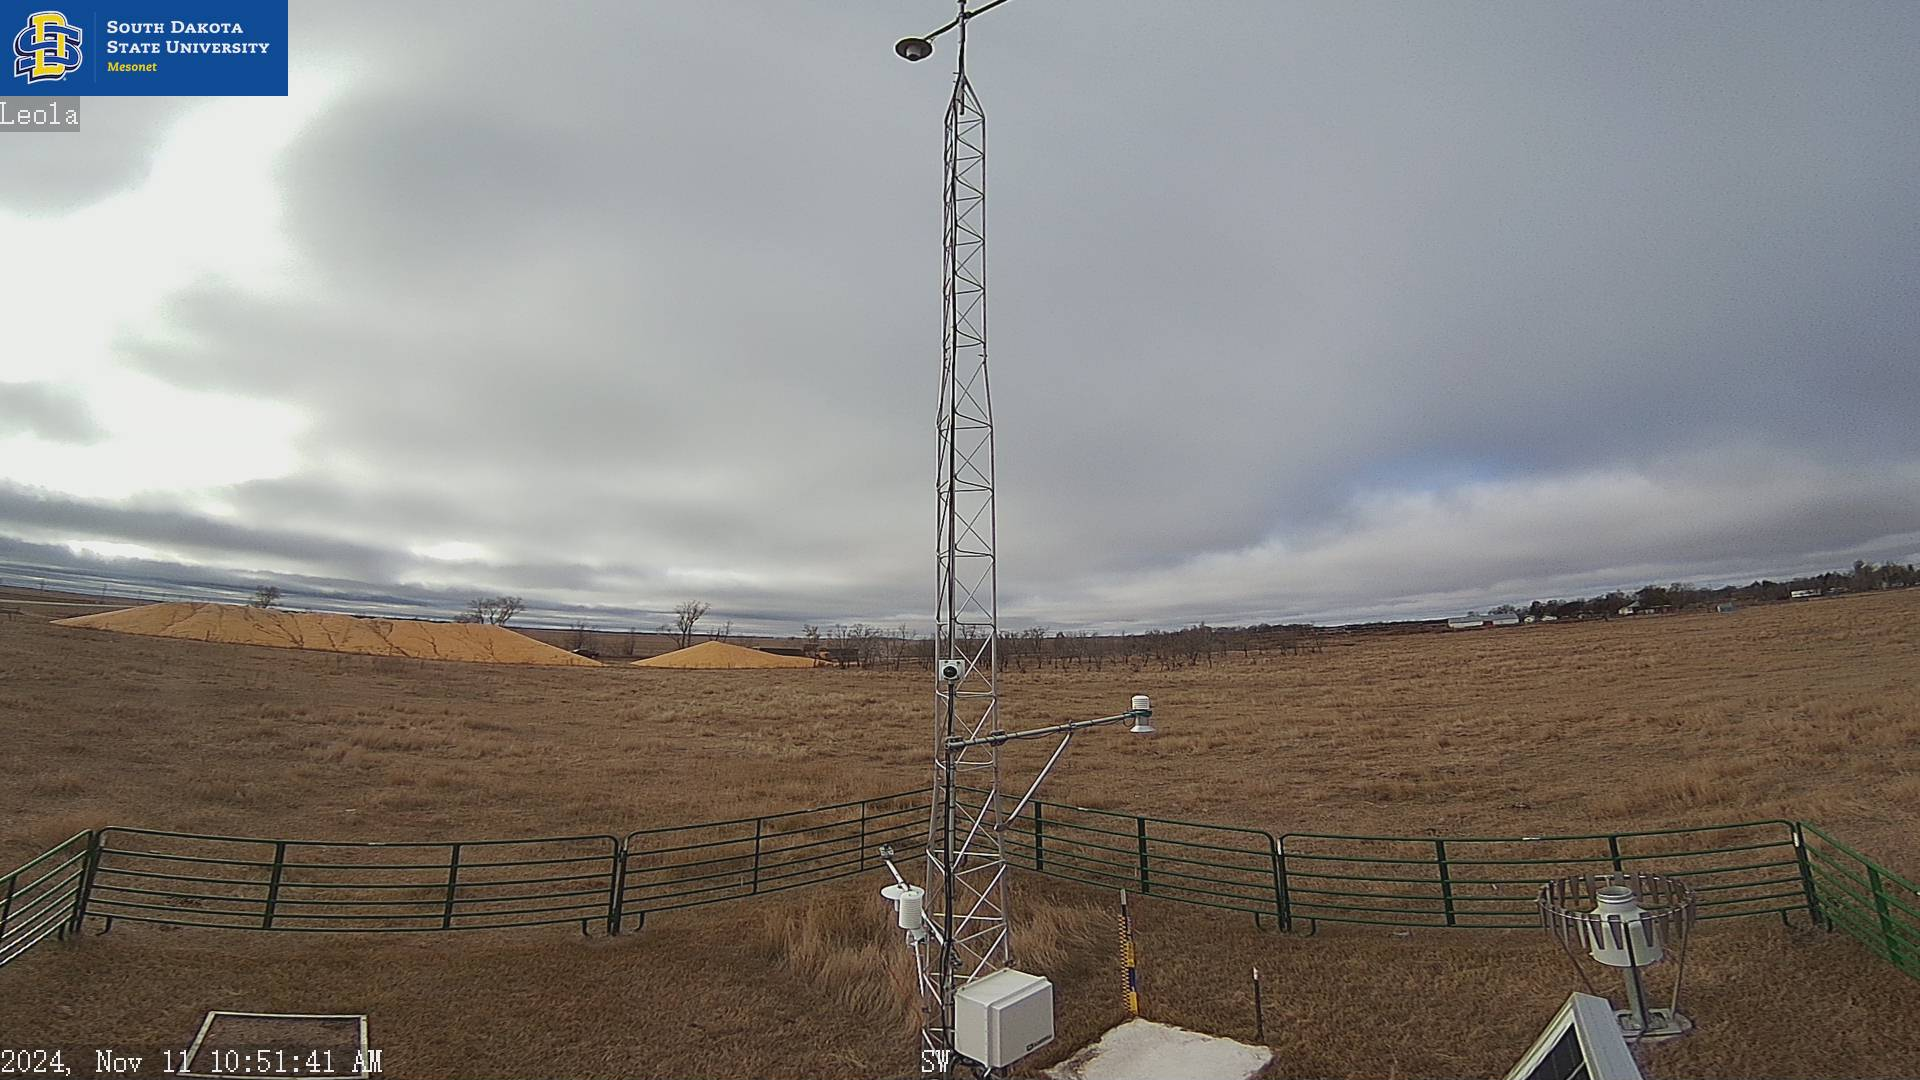 South Dakota
State University
Mesonet
Leola
2024, Nov 11 10:51:41 AM
SW